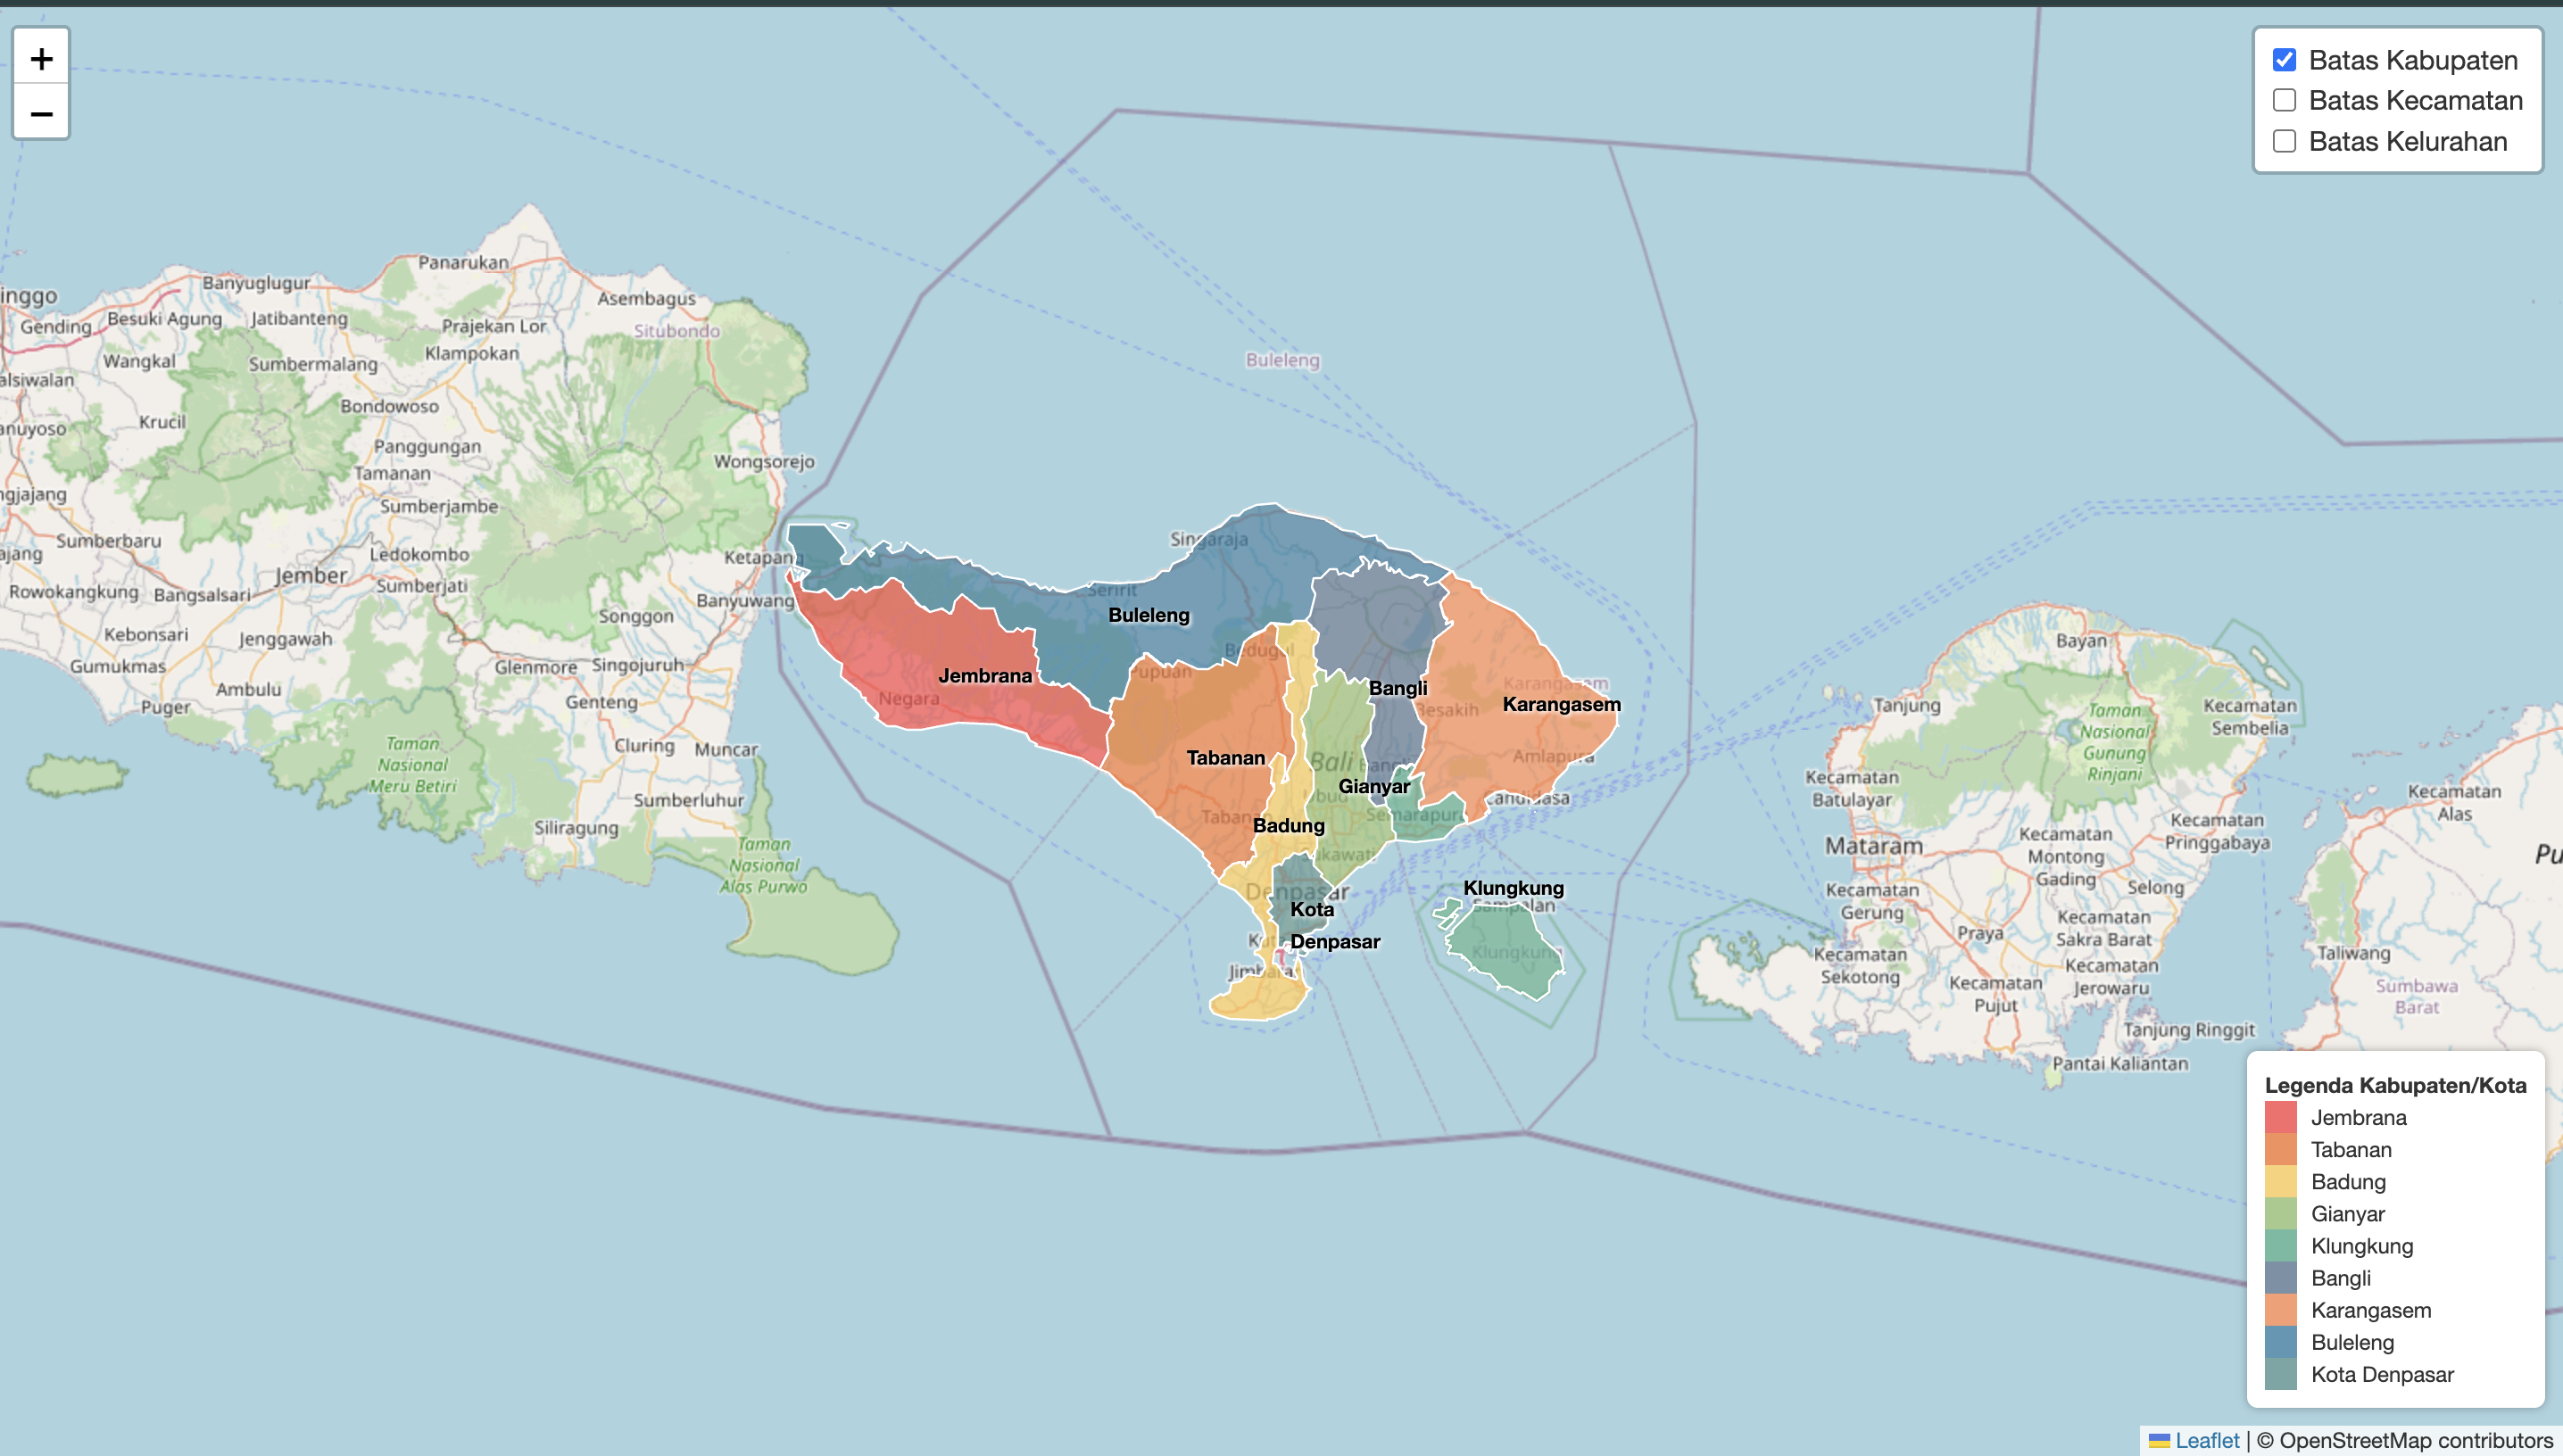 +
−
Batas Kabupaten
Batas Kecamatan
Batas Kelurahan
Panarukan
Banyuglugur
Asembagus
inggo
Gending
Besuki Agung
Jatibanteng
Prajekan Lor
Situbondo
Wangkal
Sumbermalang
Klampokan
alsiwalan
Buleleng
Bondowoso
Krucil
anuyoso
Panggungan
Tamanan
Wongsorejo
ngjajang
Sumberjambe
Sumberbaru
ajang
Ledokombo
Ketapang
Singaraja
Jember
Sumberjati
Rowokangkung
Bangsalsari
Banyuwang
Seririt
Songgon
Buleleng
Kebonsari
Jenggawah
Bayan
Gumukmas
Glenmore
Singojuruh
Bedugul
Pupuan
Jembrana
Negara
Bangli
Karangasem
Karangasem
Besakih
Ambulu
Puger
Genteng
Tanjung
Taman
Nasional
Gunung
Rinjani
Kecamatan
Sembelia
Taman
Nasional
Meru Betiri
Cluring
Muncar
Tabanan
Bali
Amlapura
Gianyar
Kecamatan
Batulayar
Kecamatan
Alas
Sumberluhur
Candidasa
Siliragung
Badung
Semarapura
Kecamatan
Pringgabaya
Mataram
Kecamatan
Montong
Gading
Pu
Taman
Nasional
Alas Purwo
Denpasar
Klungkung
Sampalan
Kecamatan
Gerung
Selong
Kota
Denpasar
Klungkung
Praya
Kecamatan
Sakra Barat
Kecamatan
Sekotong
Kecamatan
Jerowaru
Taliwang
Kecamatan
Pujut
Sumbawa
Barat
Tanjung Ringgit
Pantai Kaliantan
Legenda Kabupaten/Kota
Jembrana
Tabanan
Badung
Gianyar
Klungkung
Bangli
Karangasem
Buleleng
Kota Denpasar
Leaflet | © OpenStreetMap contributors